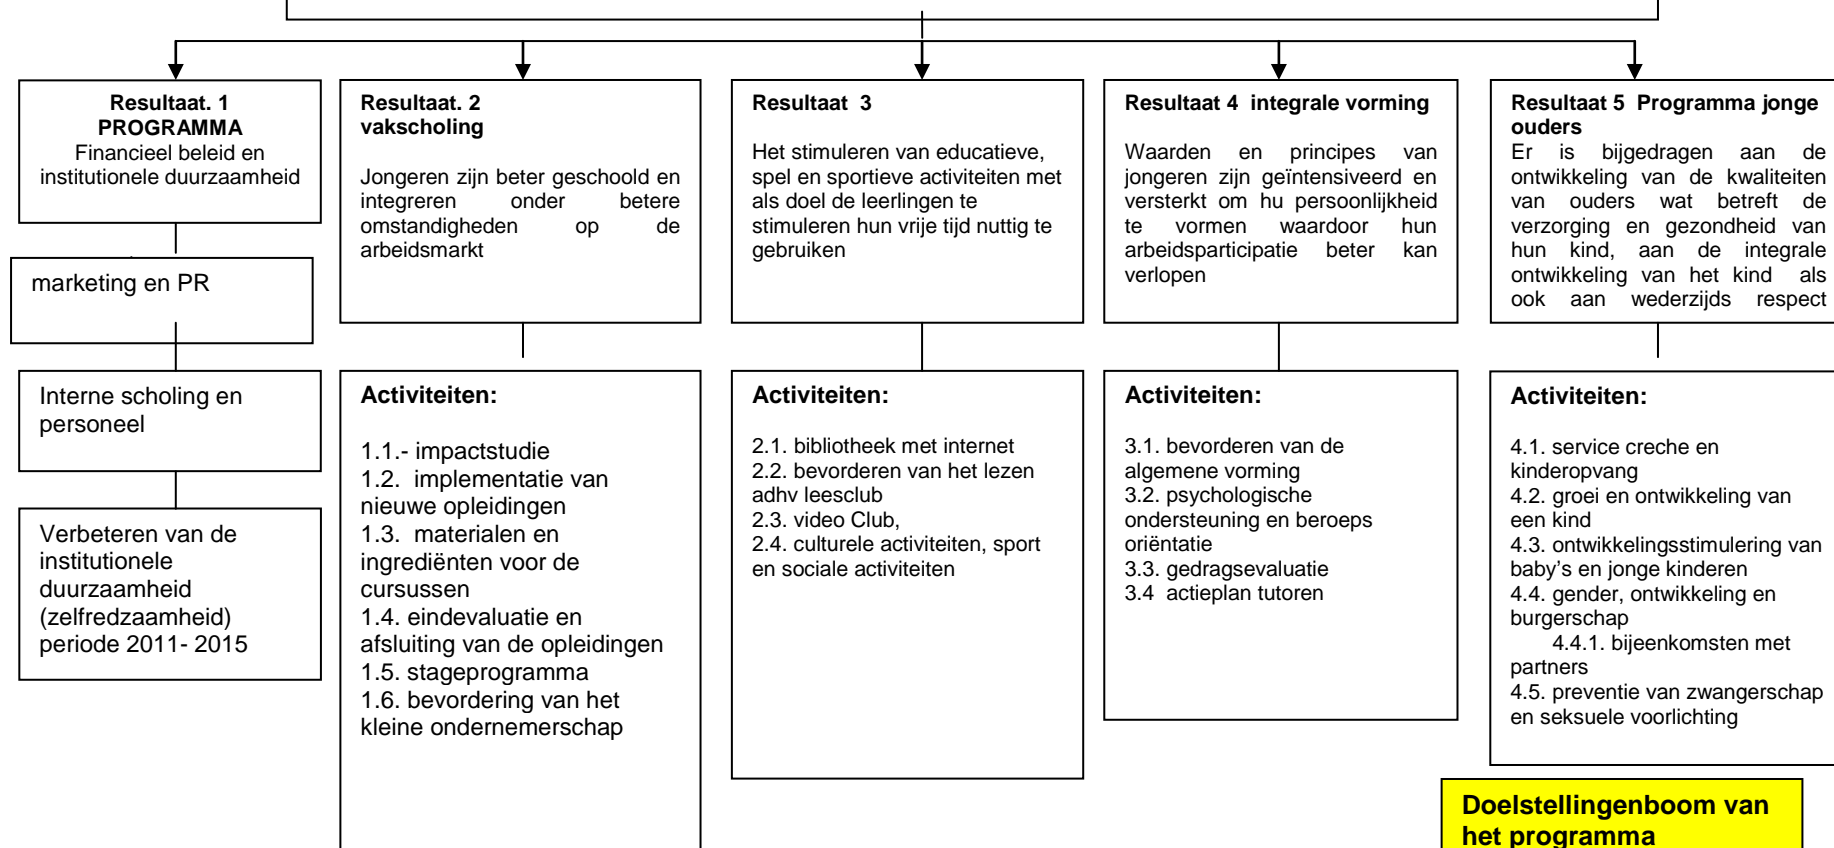 Resultaat. 1
PROGRAMMA
Financieel beleid en
institutionele duurzaamheid
marketing en PR
Interne scholing en
personeel
Verbeteren van de
institutionele
duurzaamheid
(zelfredzaamheid)
periode 2011- 2015
Resultaat. 2
vakscholing
Jongeren zijn beter geschoold en
integreren onder betere
omstandigheden op de
arbeidsmarkt
Activiteiten:
1.1.- impactstudie
1.2. implementatie van
nieuwe opleidingen
1.3. materialen en
ingrediënten voor de
cursussen
1.4. eindevaluatie en
afsluiting van de opleidingen
1.5. stageprogramma
1.6. bevordering van het
kleine ondernemerschap
Resultaat 3
Het stimuleren van educatieve,
spel en sportieve activiteiten met
als doel de leerlingen te
stimuleren hun vrije tijd nuttig te
gebruiken
Activiteiten:
2.1. bibliotheek met internet
2.2. bevorderen van het lezen
adhv leesclub
2.3. video Club,
2.4. culturele activiteiten, sport
en sociale activiteiten
Resultaat 4 integrale vorming
Waarden en principes van
jongeren zijn geïntensiveerd en
versterkt om hu persoonlijkheid
te vormen waardoor hun
arbeidsparticipatie beter kan
verlopen
Activiteiten:
3.1. bevorderen van de
algemene vorming
3.2. psychologische
ondersteuning en beroeps
oriëntatie
3.3. gedragsevaluatie
3.4 actieplan tutoren
Resultaat 5 Programma jonge
ouders
Er is bijgedragen aan de
ontwikkeling van de kwaliteiten
van ouders wat betreft de
verzorging en gezondheid van
hun kind, aan de integrale
ontwikkeling van het kind als
ook aan wederzijds respect
Activiteiten:
4.1. service creche en
kinderopvang
4.2. groei en ontwikkeling van
een kind
4.3. ontwikkelingsstimulering van
baby's en jonge kinderen
4.4. gender, ontwikkeling en
burgerschap
4.4.1. bijeenkomsten met
partners
4.5. preventie van zwangerschap
en seksuele voorlichting
Doelstellingenboom van
het programma